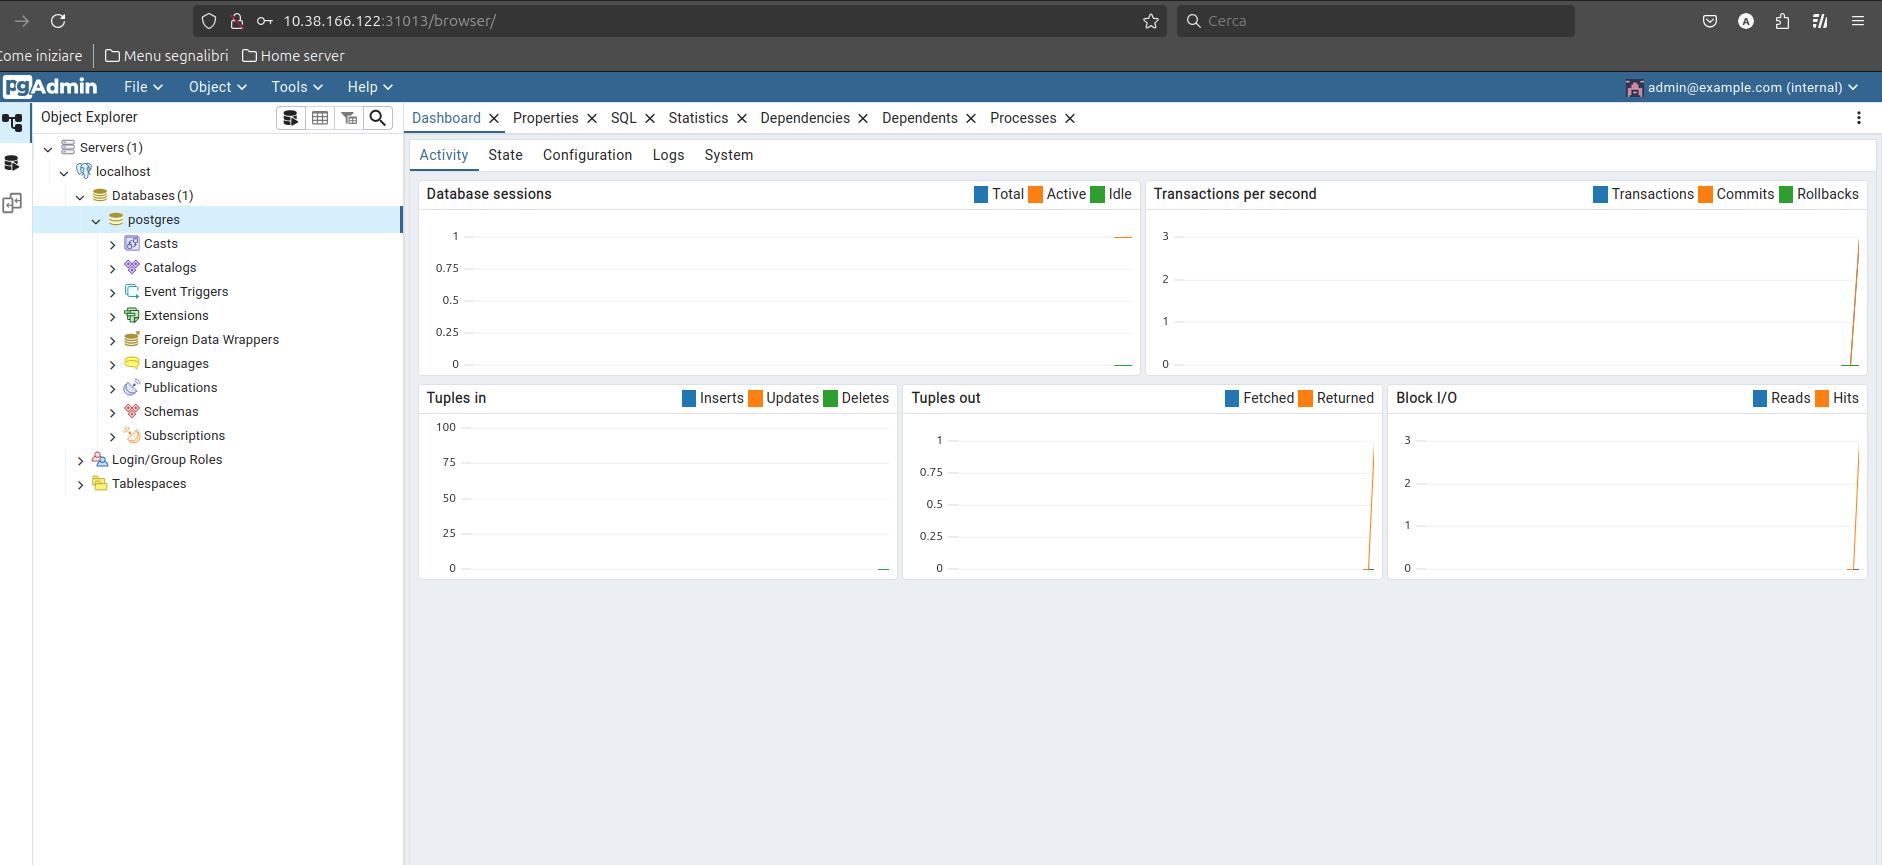 10.38.166.122:31013/browser/
Cerca
A
ome iniziare
Menu segnalibri
Home server
pgAdmin
File
Object
Tools
Help
admin@example.com (internal)
Object Explorer
Dashboard
Properties
SQL
Statistics
Dependencies
Dependents
Processes
Servers (1)
localhost
Databases (1)
postgres
Casts
Catalogs
Event Triggers
Extensions
Foreign Data Wrappers
Languages
Publications
Schemas
Subscriptions
Login/Group Roles
Tablespaces
Activity
State
Configuration
Logs
System
Database sessions
Total
Active
Idle
1
0.75
0.5
0.25
0
Transactions per second
Transactions
Commits
Rollbacks
3
2
1
0
Tuples in
Inserts
Updates
Deletes
100
75
50
25
0
Tuples out
Fetched
Returned
1
0.75
0.5
0.25
0
Block I/O
Reads
Hits
3
2
1
0